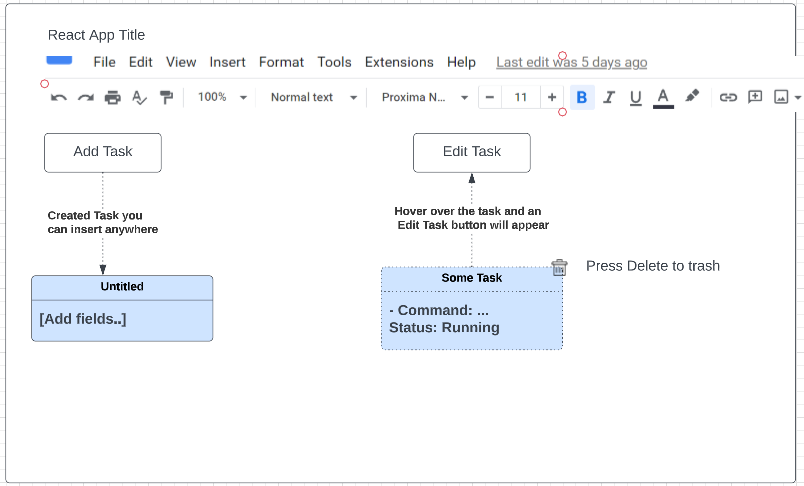 React App Title
File Edit View Insert Format Tools Extensions Help Last edit was 5 days ago
100% Normal text Proxima N... 11 B I U A
Add Task
Edit Task
Created Task you
can insert anywhere
Hover over the task and an
Edit Task button will appear
Untitled
[Add fields..]
Some Task
- Command: ...
Status: Running
Press Delete to trash